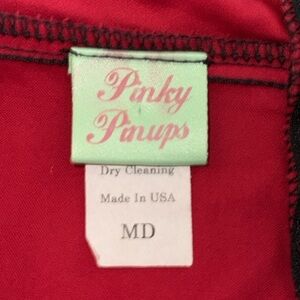 Pinky
Pinups
Dry Cleaning
Made In USA
MD